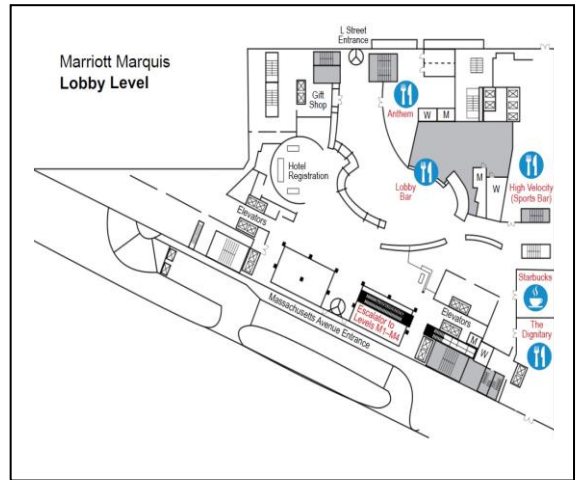 Marriott Marquis
Lobby Level
L Street
Entrance
Gift
Shop
Anthem
W M
Hotel
Registration
Lobby
Bar
M
W
High Velocity
(Sports Bar)
Elevators
Starbucks
Massachusetts Avenue Entrance
Escalator to
Levels M1–M4
Elevators
M
W
The
Dignitary